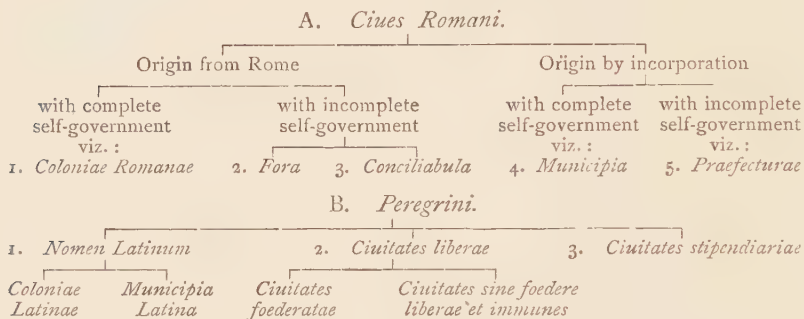 A. Ciues Romani.
Origin from Rome Origin by incorporation
with complete with incomplete with complete with incomplete
self-government self-government self-government self-government
viz.: viz.: viz.:
1. Coloniae Romanae 2. Fora 3. Conciliabula 4. Municipia 5. Praefecturae
B. Peregrini.
1. Nomen Latinum 2. Ciuitates liberae 3. Ciuitates stipendiariae
Coloniae Municipia Ciuitates Ciuitates sine foedere
Latinae Latina foederatae liberae et immunes